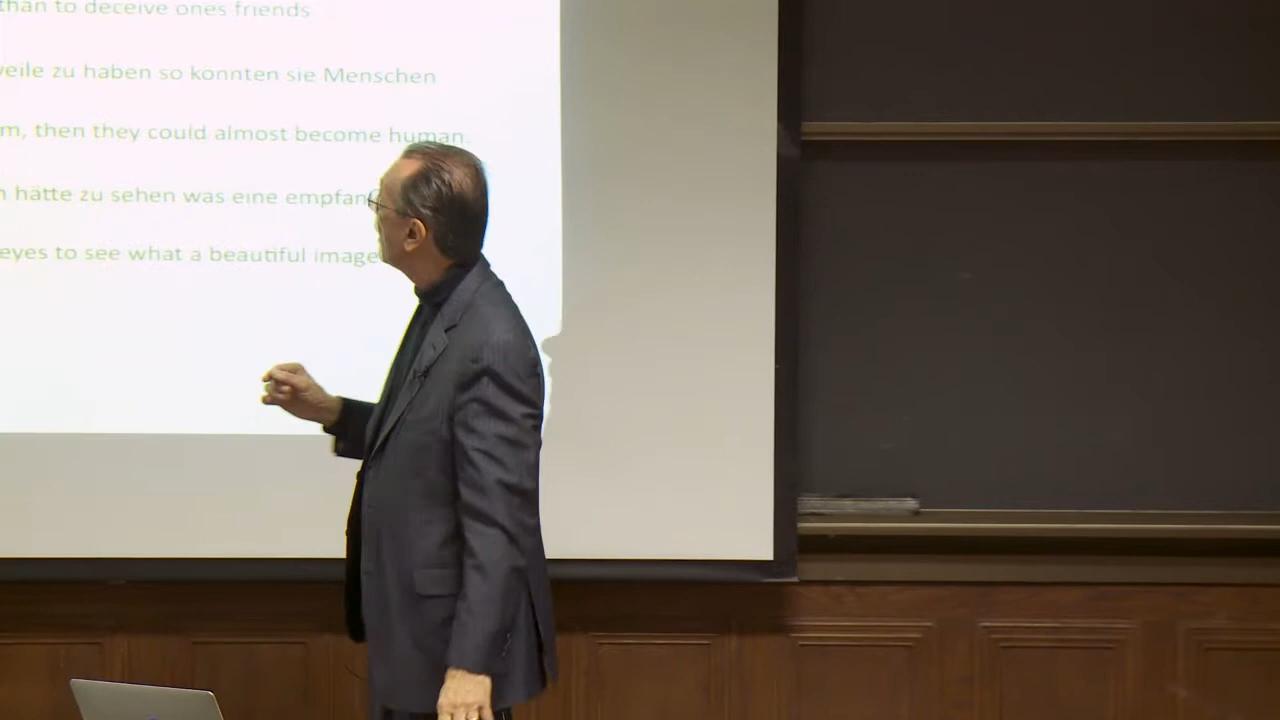 than to deceive ones friends
weile zu haben so könnten sie Menschen
m, then they could almost become human.
hätte zu sehen was eine empfan
eyes to see what a beautiful image